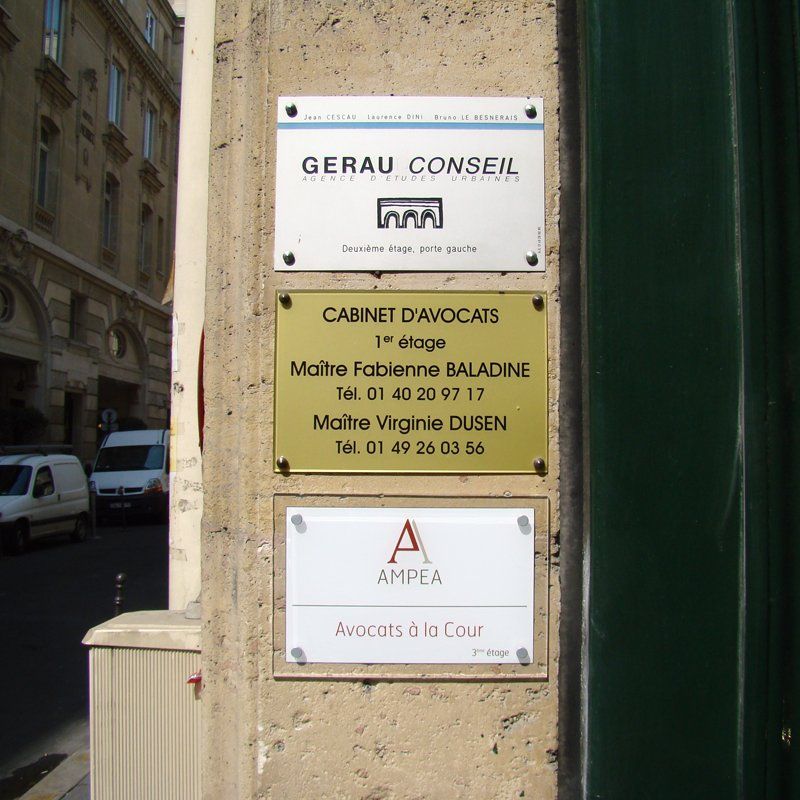 Jean CESCAU Laurence DINI Bruno LE BESNERAIS
GERAU CONSEIL
AGENCE D'ÉTUDES URBAINES
Deuxième étage, porte gauche
CABINET D'AVOCATS
1er étage
Maître Fabienne BALADINE
Tél. 01 40 20 97 17
Maître Virginie DUSEN
Tél. 01 49 26 03 56
AMPEA
Avocats à la Cour
3ème étage